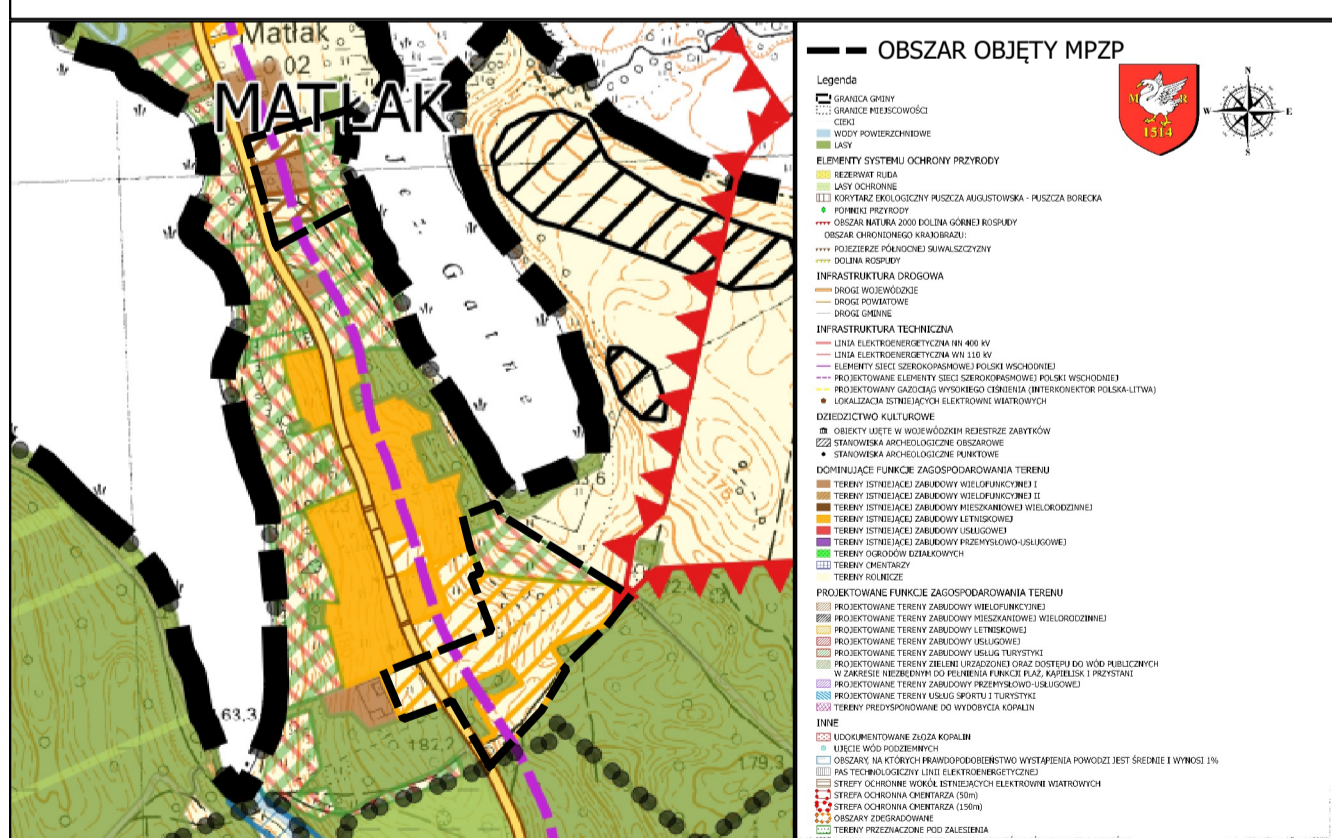 Matłak
0.02
MATŁAK
Jez. Gatne
182,2
179.3
63,3
175
OBSZAR OBJĘTY MPZP
M R
1514
N
W E
S
Legenda
GRANICA GMINY
GRANICE MIEJSCOWOŚCI
CIEKI
WODY POWIERZCHNIOWE
LASY
ELEMENTY SYSTEMU OCHRONY PRZYRODY
REZERWAT RUDA
LASY OCHRONNE
KORYTARZ EKOLOGICZNY PUSZCZA AUGUSTOWSKA - PUSZCZA BORECKA
POMNIKI PRZYRODY
OBSZAR NATURA 2000 DOLINA GÓRNEJ ROSPUDY
OBSZAR CHRONIONEGO KRAJOBRAZU:
POJEZIERZE PÓŁNOCNEJ SUWALSZCZYZNY
DOLINA ROSPUDY
INFRASTRUKTURA DROGOWA
DROGI WOJEWÓDZKIE
DROGI POWIATOWE
DROGI GMINNE
INFRASTRUKTURA TECHNICZNA
LINIA ELEKTROENERGETYCZNA NN 400 kV
LINIA ELEKTROENERGETYCZNA WN 110 kV
ELEMENTY SIECI SZEROKOPASMOWEJ POLSKI WSCHODNIEJ
PROJEKTOWANE ELEMENTY SIECI SZEROKOPASMOWEJ POLSKI WSCHODNIEJ
PROJEKTOWANY GAZOCIĄG WYSOKIEGO CIŚNIENIA (INTERKONEKTOR POLSKA-LITWA)
LOKALIZACJA ISTNIEJĄCYCH ELEKTROWNI WIATROWYCH
DZIEDZICTWO KULTUROWE
OBIEKTY UJĘTE W WOJEWÓDZKIM REJESTRZE ZABYTKÓW
STANOWISKA ARCHEOLOGICZNE OBSZAROWE
STANOWISKA ARCHEOLOGICZNE PUNKTOWE
DOMINUJĄCE FUNKCJE ZAGOSPODAROWANIA TERENU
TERENY ISTNIEJĄCEJ ZABUDOWY WIELOFUNKCYJNEJ I
TERENY ISTNIEJĄCEJ ZABUDOWY WIELOFUNKCYJNEJ II
TERENY ISTNIEJĄCEJ ZABUDOWY MIESZKANIOWEJ WIELORODZINNEJ
TERENY ISTNIEJĄCEJ ZABUDOWY LETNISKOWEJ
TERENY ISTNIEJĄCEJ ZABUDOWY USŁUGOWEJ
TERENY ISTNIEJĄCEJ ZABUDOWY PRZEMYSŁOWO-USŁUGOWEJ
TERENY OGRODÓW DZIAŁKOWYCH
TERENY CMENTARZY
TERENY ROLNICZE
PROJEKTOWANE FUNKCJE ZAGOSPODAROWANIA TERENU
PROJEKTOWANE TERENY ZABUDOWY WIELOFUNKCYJNEJ
PROJEKTOWANE TERENY ZABUDOWY MIESZKANIOWEJ WIELORODZINNEJ
PROJEKTOWANE TERENY ZABUDOWY LETNISKOWEJ
PROJEKTOWANE TERENY ZABUDOWY USŁUGOWEJ
PROJEKTOWANE TERENY ZABUDOWY USŁUG TURYSTYKI
PROJEKTOWANE TERENY ZIELENI URZĄDZONEJ ORAZ DOSTĘPU DO WÓD PUBLICZNYCH
W ZAKRESIE NIEZBĘDNYM DO PEŁNIENIA FUNKCJI PLAŻ, KĄPIELISK I PRZYSTANI
PROJEKTOWANE TERENY ZABUDOWY PRZEMYSŁOWO-USŁUGOWEJ
PROJEKTOWANE TERENY USŁUG SPORTU I TURYSTYKI
TERENY PREDYSPONOWANE DO WYDOBYCIA KOPALIN
INNE
UDOKUMENTOWANE ZŁOŻA KOPALIN
UJĘCIE WÓD PODZIEMNYCH
OBSZARY, NA KTÓRYCH PRAWDOPODOBIEŃSTWO WYSTĄPIENIA POWODZI JEST ŚREDNIE I WYNOSI 1%
PAS TECHNOLOGICZNY LINII ELEKTROENERGETYCZNEJ
STREFY OCHRONNE WOKÓŁ ISTNIEJĄCYCH ELEKTROWNI WIATROWYCH
STREFA OCHRONNA CMENTARZA (50m)
STREFA OCHRONNA CMENTARZA (150m)
OBSZARY ZDEGRADOWANE
TERENY PRZEZNACZONE POD ZALESIENIA